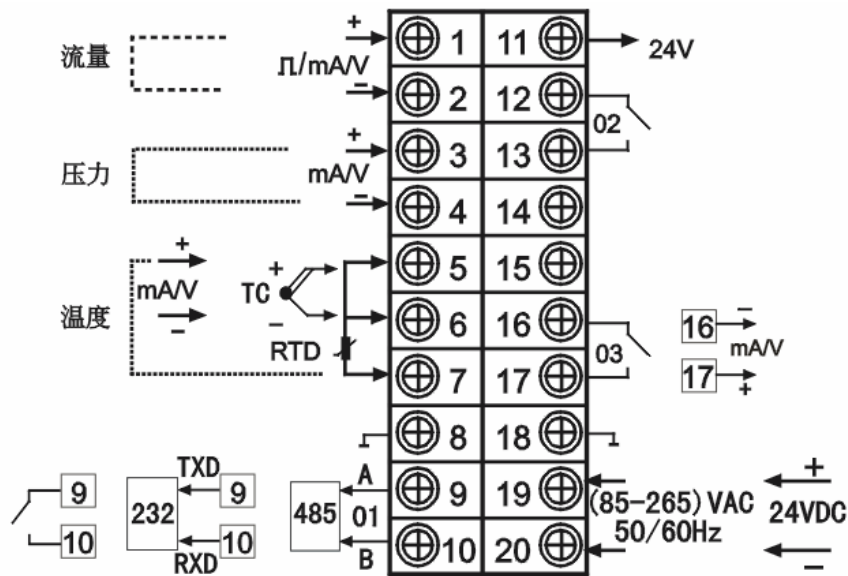 流量
+
⎍/mA/V
−
1 11
24V
2 12
02
压力
+
mA/V
−
3 13
4 14
温度
+
mA/V
−
TC
+
−
RTD
5 15
6 16
7 17
03
16
−
mA/V
17
+
8 18
9
10
232
TXD
9
RXD
10
485
A
01
B
9 19
10 20
(85-265) VAC
50/60Hz
+
24VDC
−